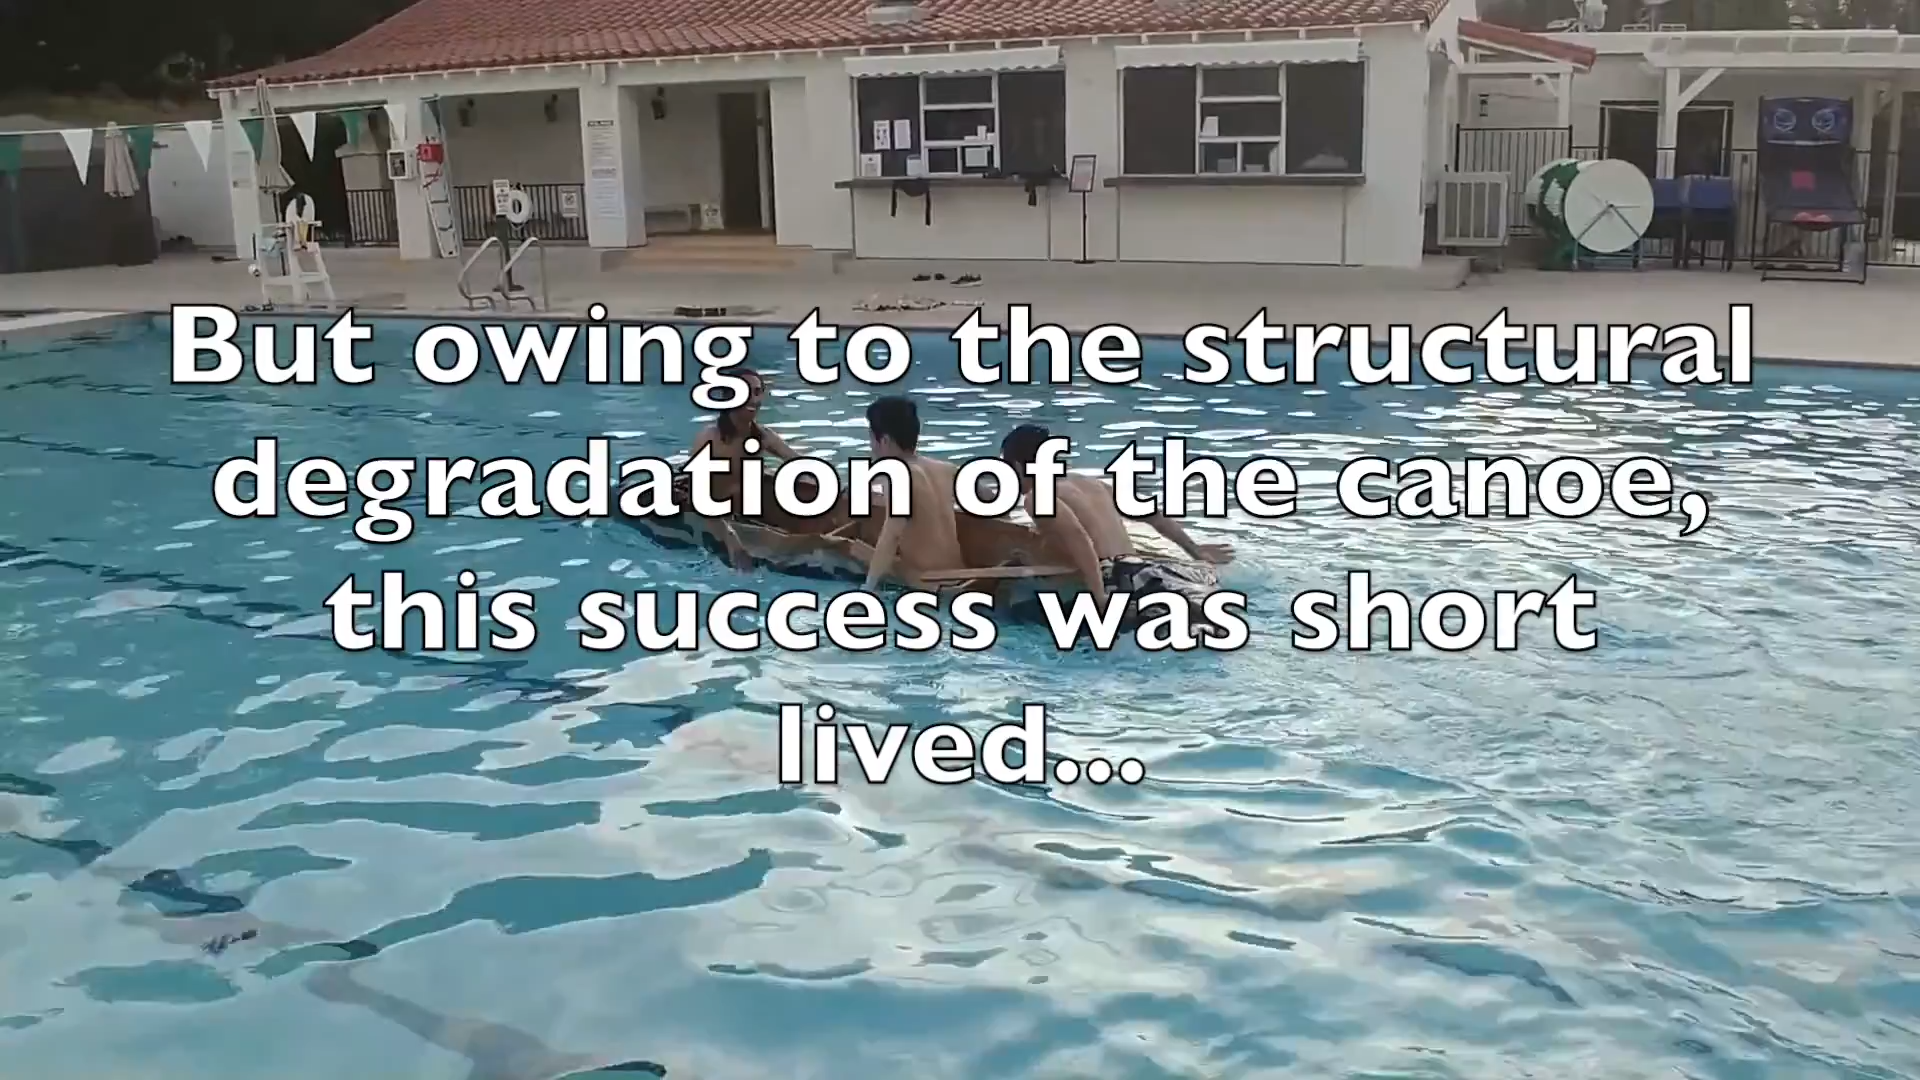 But owing to the structural
degradation of the canoe,
this success was short
lived...